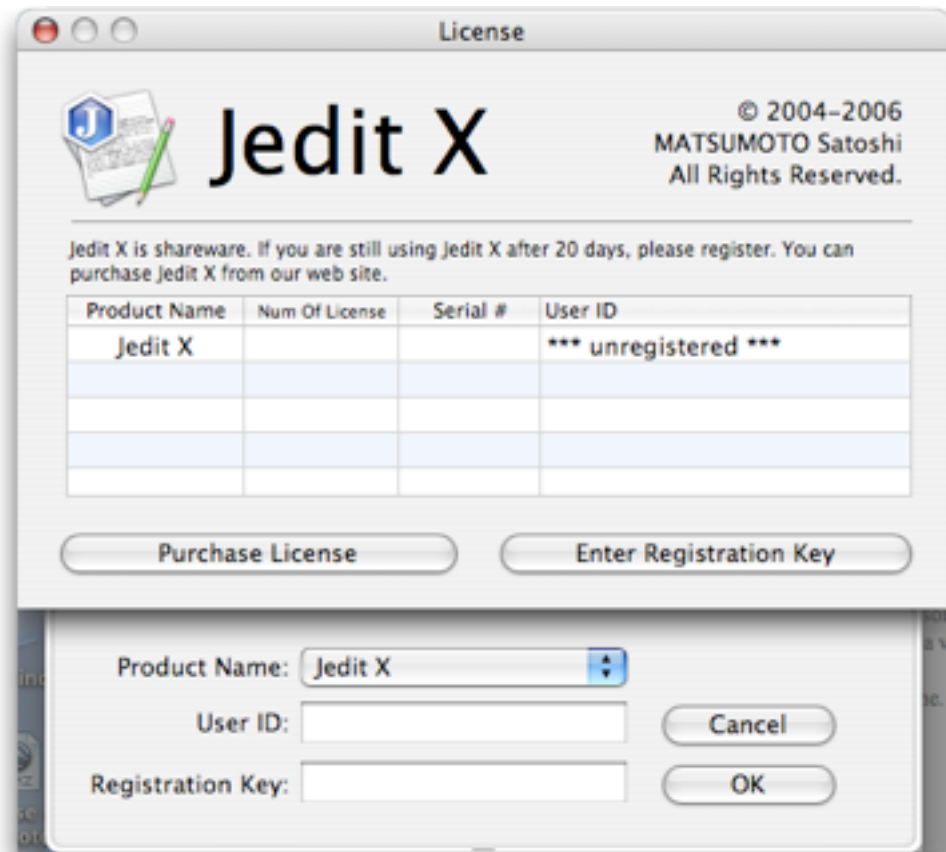 License
Jedit X
© 2004–2006
MATSUMOTO Satoshi
All Rights Reserved.
Jedit X is shareware. If you are still using Jedit X after 20 days, please register. You can
purchase Jedit X from our web site.
Product Name Num Of License Serial # User ID
Jedit X *** unregistered ***
Purchase License Enter Registration Key
Product Name: Jedit X
User ID:
Cancel
Registration Key:
OK